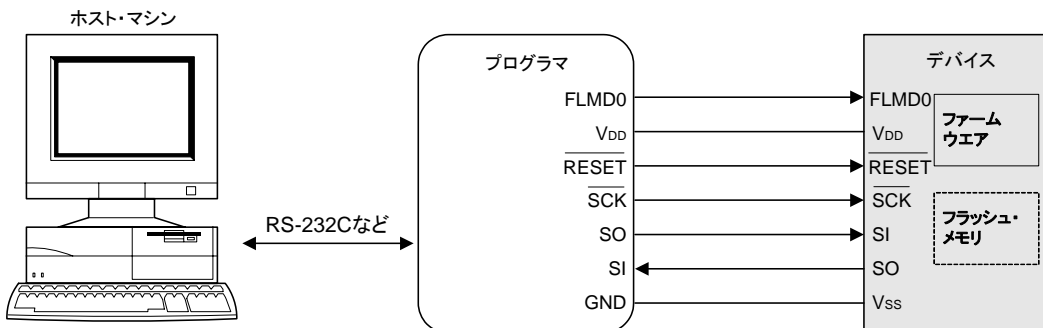 ホスト・マシン
RS-232Cなど
プログラマ
FLMD0
VDD
RESET
SCK
SO
SI
GND
デバイス
FLMD0
VDD
RESET
SCK
SI
SO
VSS
ファーム
ウエア
フラッシュ・
メモリ